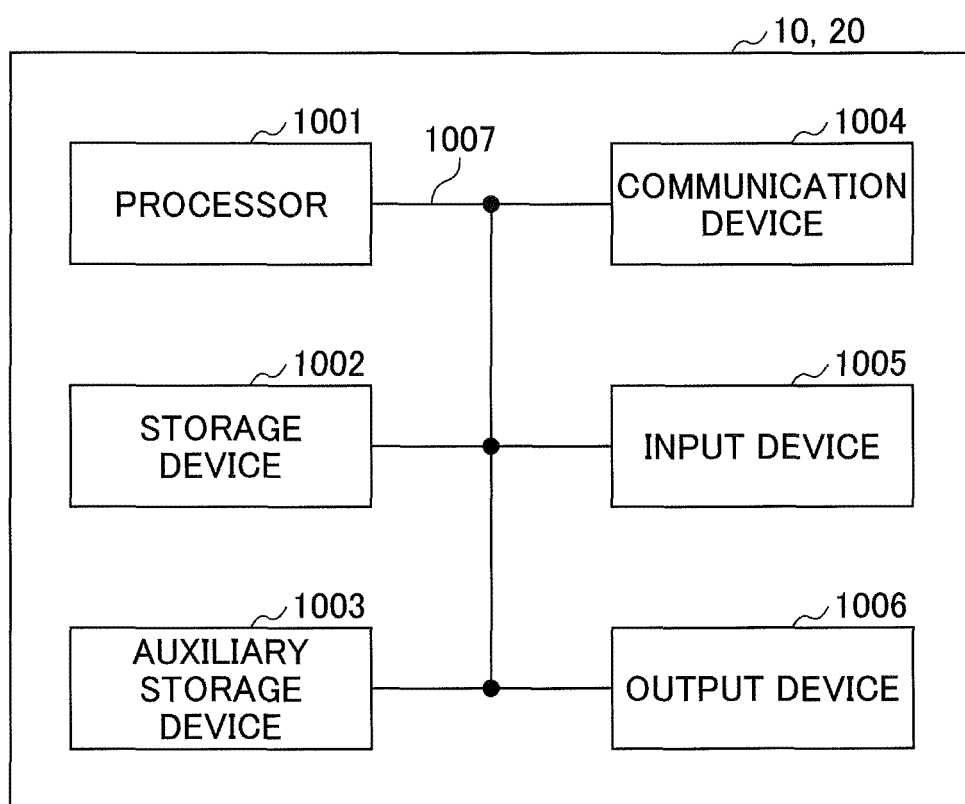 10, 20
1001
PROCESSOR
1007
1004
COMMUNICATION
DEVICE
1002
STORAGE
DEVICE
1005
INPUT DEVICE
1003
AUXILIARY
STORAGE
DEVICE
1006
OUTPUT DEVICE